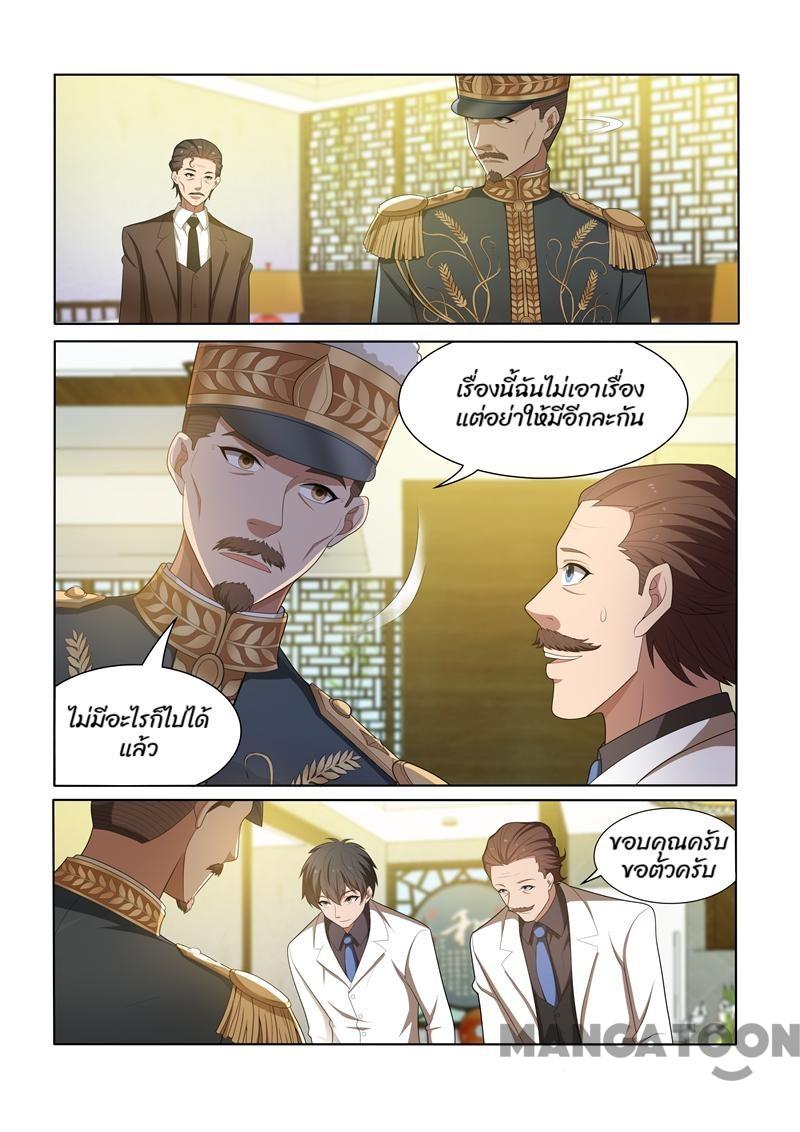 เรื่องนี้ฉันไม่เอาเรื่อง
แต่อย่าให้มีอีกละกัน
ไม่มีอะไรก็ไปได้
แล้ว
ขอบคุณครับ
ขอตัวครับ
MANGATOON